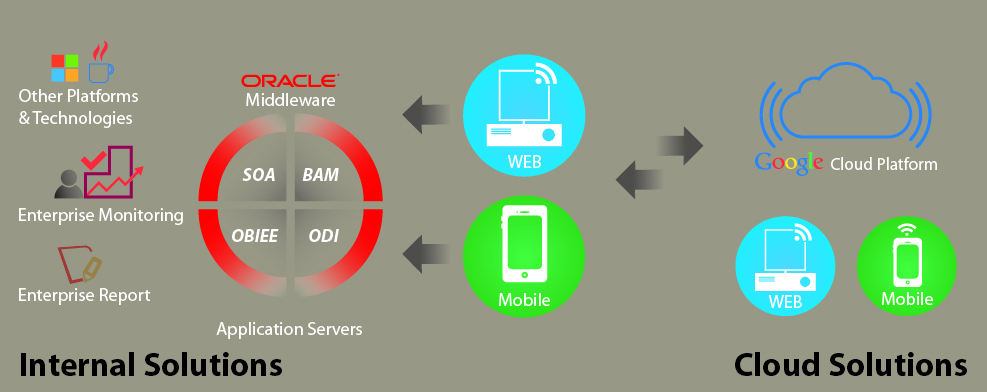 Other Platforms
& Technologies
Enterprise Monitoring
Enterprise Report
ORACLE
Middleware
SOA
BAM
OBIEE
ODI
Application Servers
Internal Solutions
WEB
Mobile
Google Cloud Platform
WEB
Mobile
Cloud Solutions